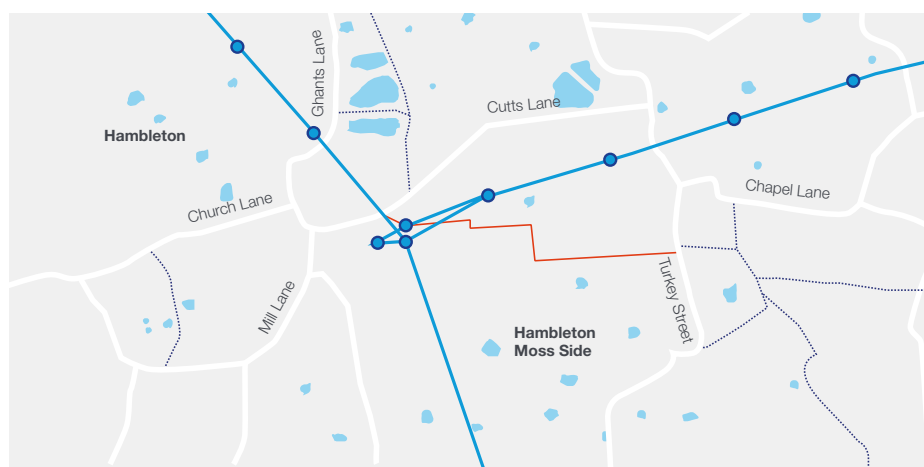 Ghants Lane
Cutts Lane
Hambleton
Chapel Lane
Church Lane
Mill Lane
Turkey Street
Hambleton
Moss Side